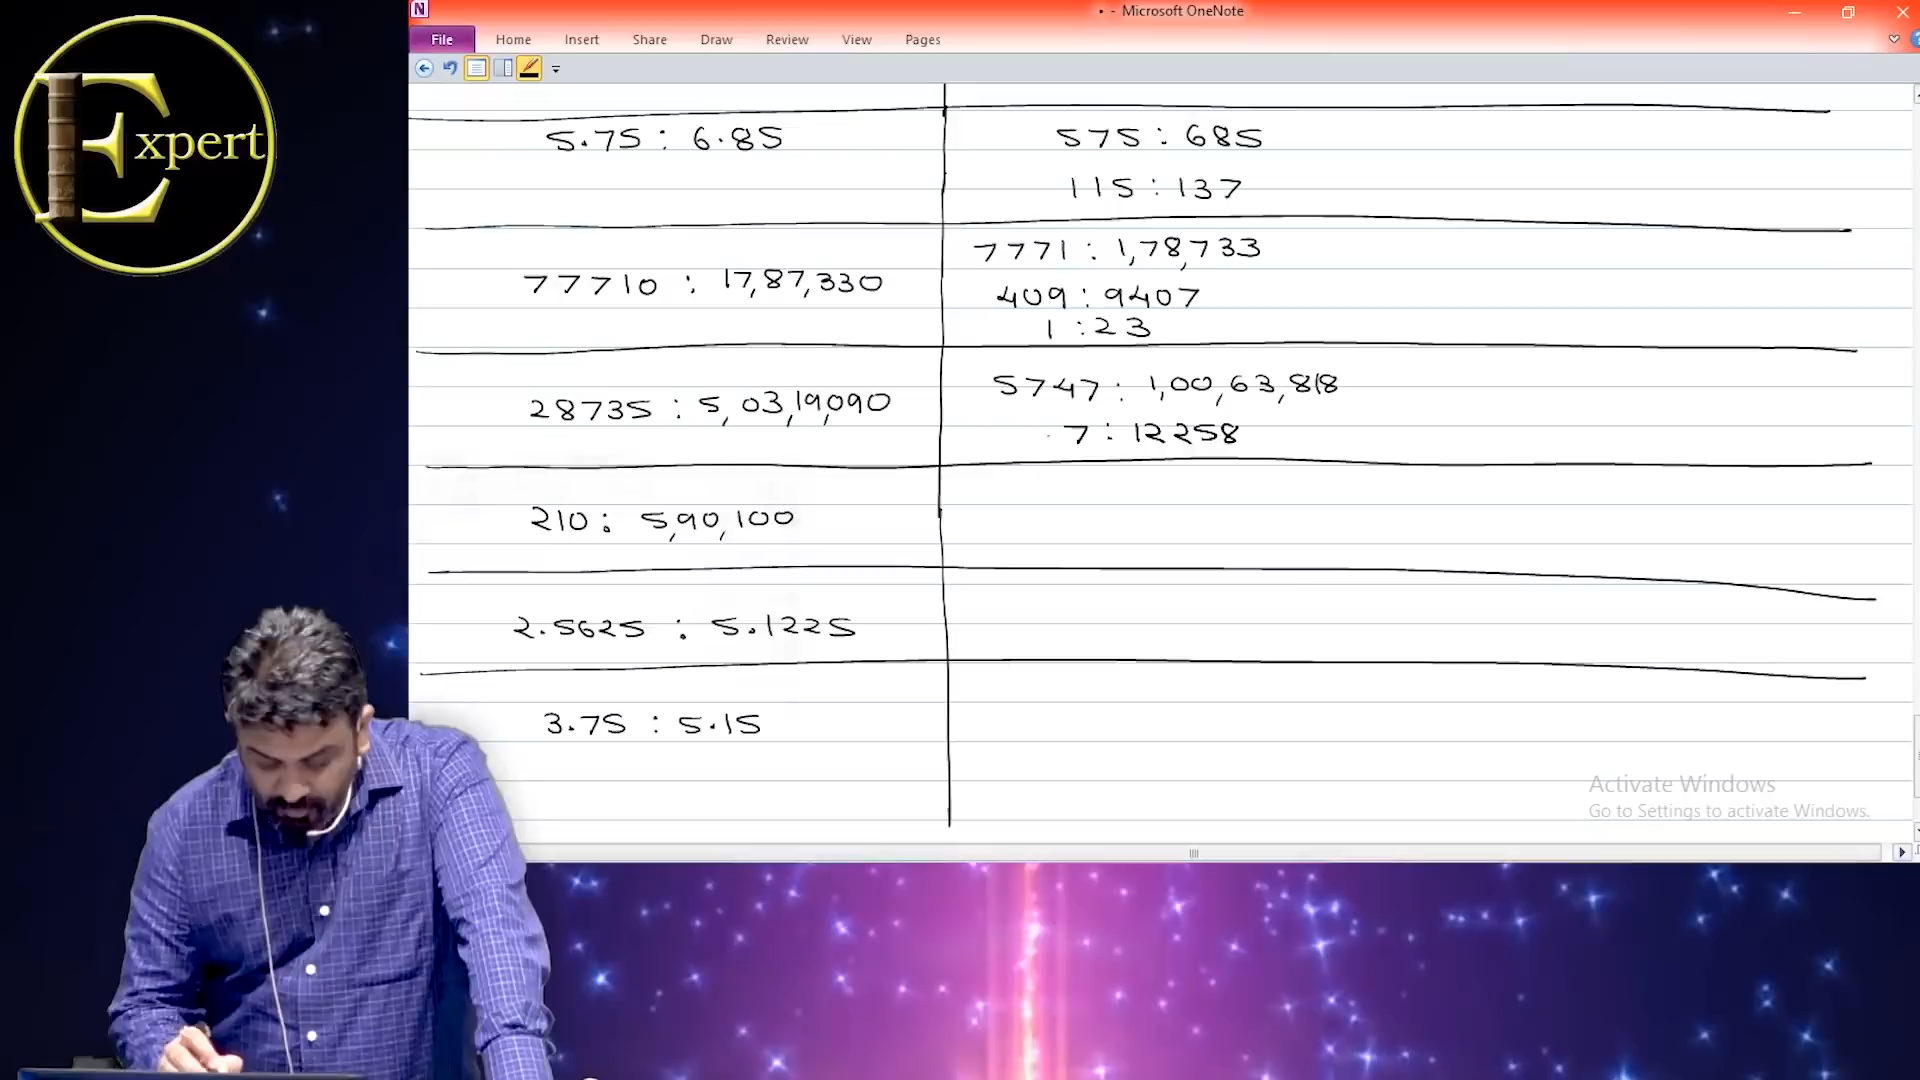 Expert
• - Microsoft OneNote
File Home Insert Share Draw Review View Pages
5.75 : 6.85
575 : 685
115 : 137
77710 : 17,87,330
7771 : 1,78,733
409 : 9407
1 : 23
28735 : 5,03,19,090
5747 : 1,00,63,818
7 : 12258
210 : 5,90,100
2.5625 : 5.1225
3.75 : 5.15
Activate Windows
Go to Settings to activate Windows.